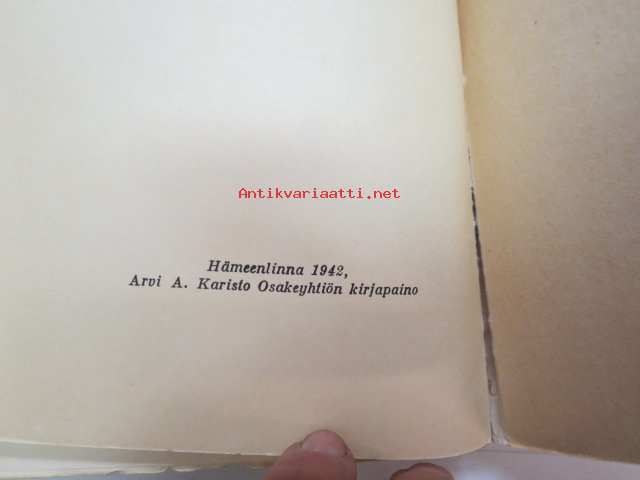 Antikvariaatti.net
Hämeenlinna 1942,
Arvi A. Karisto Osakeyhtiön kirjapaino